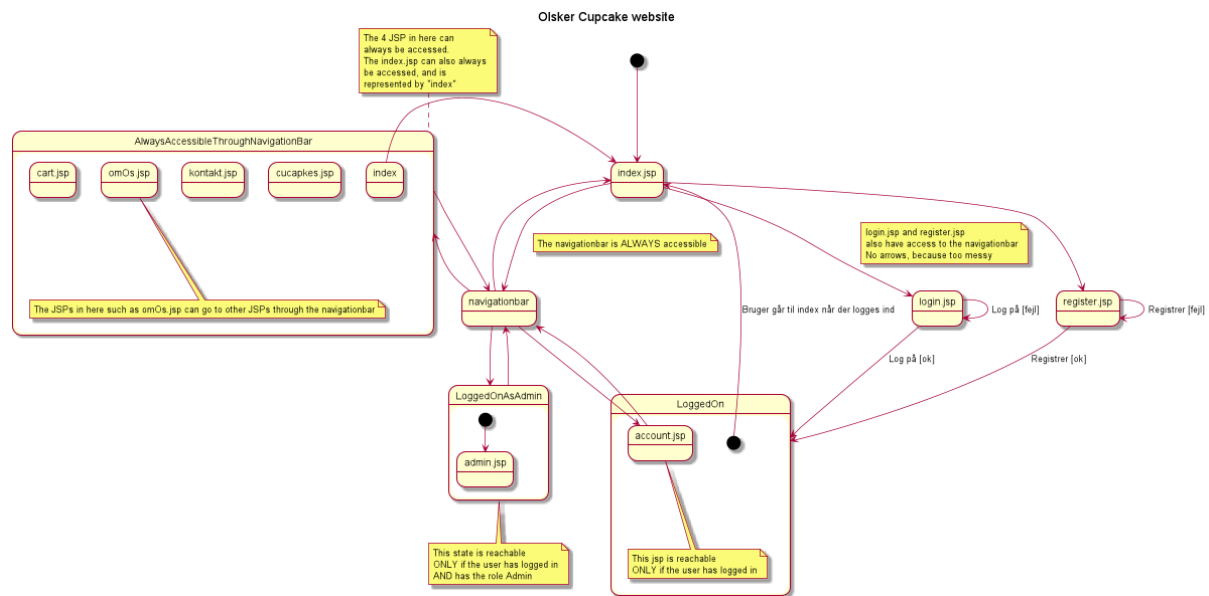 Olsker Cupcake website
The 4 JSP in here can
always be accessed.
The index.jsp can also always
be accessed, and is
represented by "index"
AlwaysAccessibleThroughNavigationBar
cart.jsp
omOs.jsp
kontakt.jsp
cucapkes.jsp
index
index.jsp
The navigationbar is ALWAYS accessible
login.jsp and register.jsp
also have access to the navigationbar
No arrows, because too messy
The JSPs in here such as omOs.jsp can go to other JSPs through the navigationbar
navigationbar
Bruger går til index når der logges ind
login.jsp
Log på [fejl]
register.jsp
Registrer [fejl]
Log på [ok]
Registrer [ok]
LoggedOnAsAdmin
admin.jsp
LoggedOn
account.jsp
This state is reachable
ONLY if the user has logged in
AND has the role Admin
This jsp is reachable
ONLY if the user has logged in